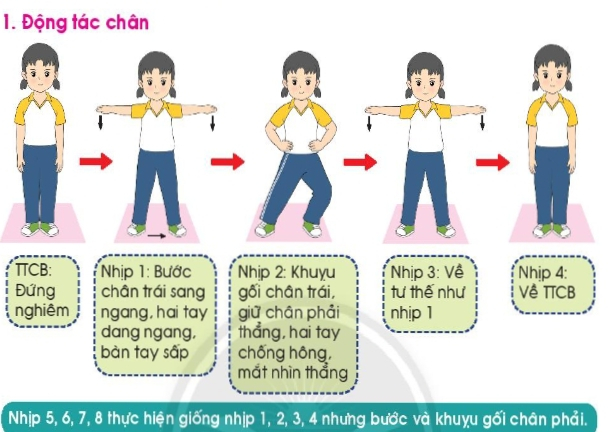 1. Động tác chân
TTCB:
Đứng
nghiêm
Nhịp 1: Bước
chân trái sang
ngang, hai tay
dang ngang,
bàn tay sấp
Nhịp 2: Khuỵu
gối chân trái,
giữ chân phải
thẳng, hai tay
chống hông,
mắt nhìn thẳng
Nhịp 3: Về
tư thế như
nhịp 1
Nhịp 4:
Về TTCB
Nhịp 5, 6, 7, 8 thực hiện giống nhịp 1, 2, 3, 4 nhưng bước và khuỵu gối chân phải.